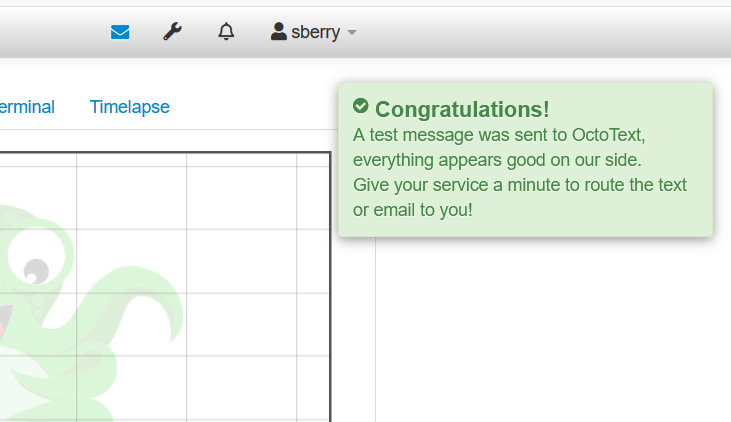 sberry
erminal Timelapse
Congratulations!
A test message was sent to OctoText,
everything appears good on our side.
Give your service a minute to route the text
or email to you!